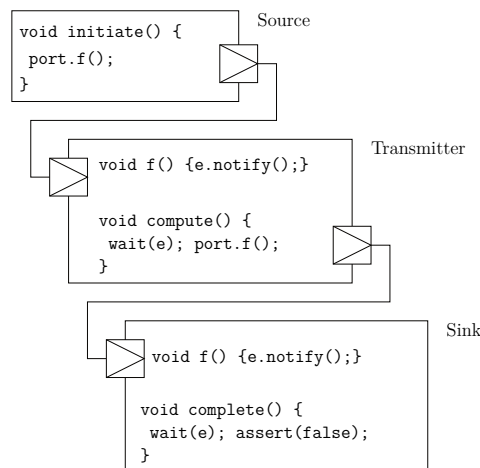 Source
void initiate() {
port.f();
}
Transmitter
void f() {e.notify();}
void compute() {
wait(e); port.f();
}
Sink
void f() {e.notify();}
void complete() {
wait(e); assert(false);
}